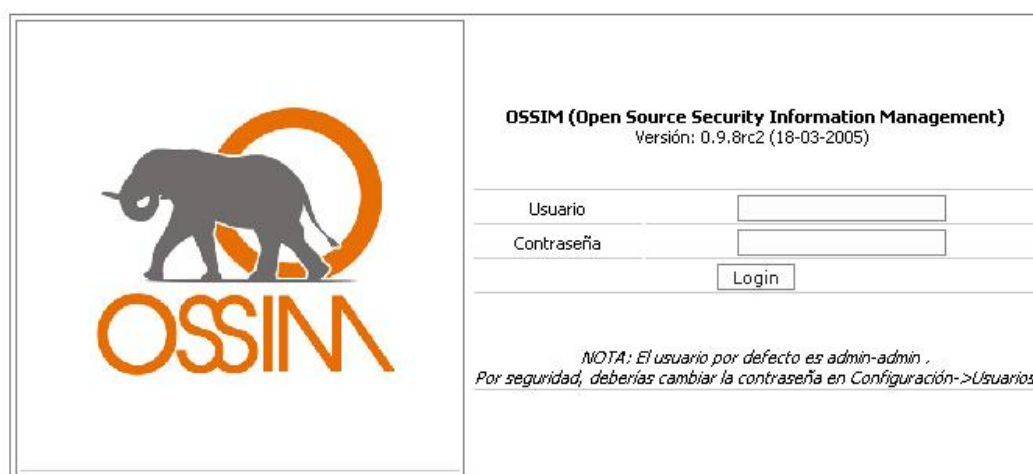 OSSIM
OSSIM (Open Source Security Information Management)
Versión: 0.9.8rc2 (18-03-2005)
Usuario
Contraseña
Login
NOTA: El usuario por defecto es admin-admin .
Por seguridad, deberías cambiar la contraseña en Configuración->Usuarios